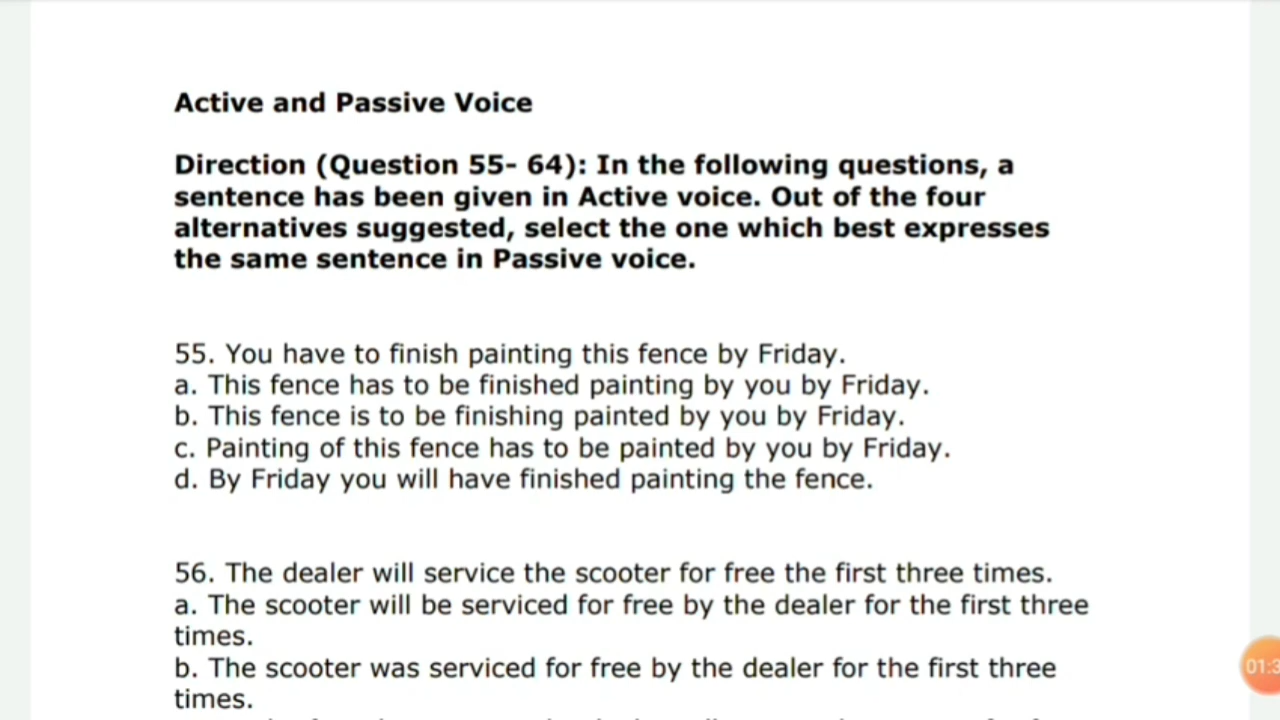 Active and Passive Voice
Direction (Question 55- 64): In the following questions, a
sentence has been given in Active voice. Out of the four
alternatives suggested, select the one which best expresses
the same sentence in Passive voice.
55. You have to finish painting this fence by Friday.
a. This fence has to be finished painting by you by Friday.
b. This fence is to be finishing painted by you by Friday.
c. Painting of this fence has to be painted by you by Friday.
d. By Friday you will have finished painting the fence.
56. The dealer will service the scooter for free the first three times.
a. The scooter will be serviced for free by the dealer for the first three
times.
b. The scooter was serviced for free by the dealer for the first three
times.